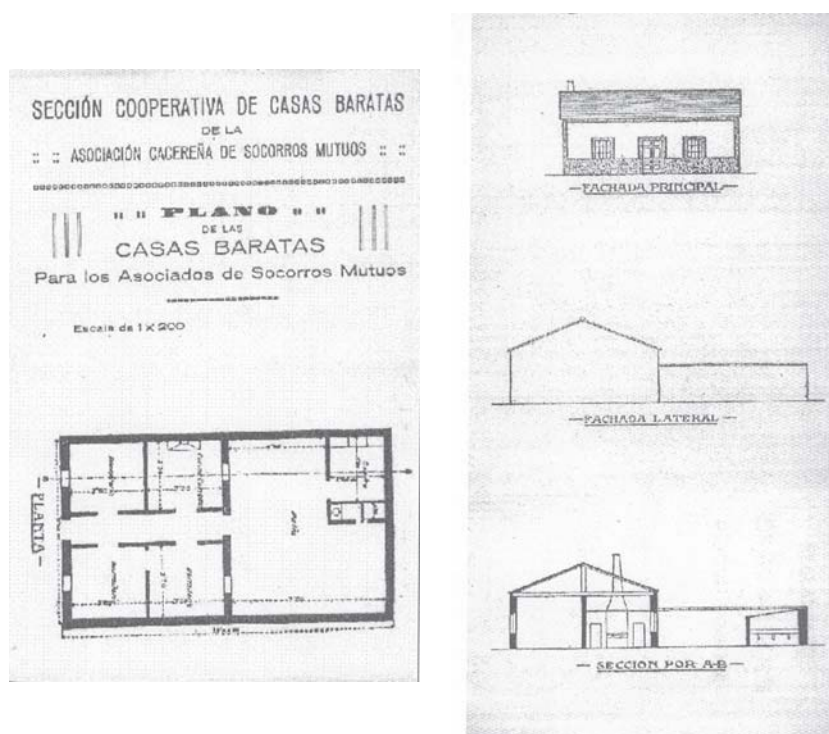 SECCIÓN COOPERATIVA DE CASAS BARATAS
DE LA
:: :: ASOCIACIÓN CACEREÑA DE SOCORROS MUTUOS :: ::
PLANO
DE LAS
CASAS BARATAS
Para los Asociados de Socorros Mutuos
Escala de 1 x 200
— PLANTA —
— FACHADA PRINCIPAL —
— FACHADA LATERAL —
— SECCION POR A-B —